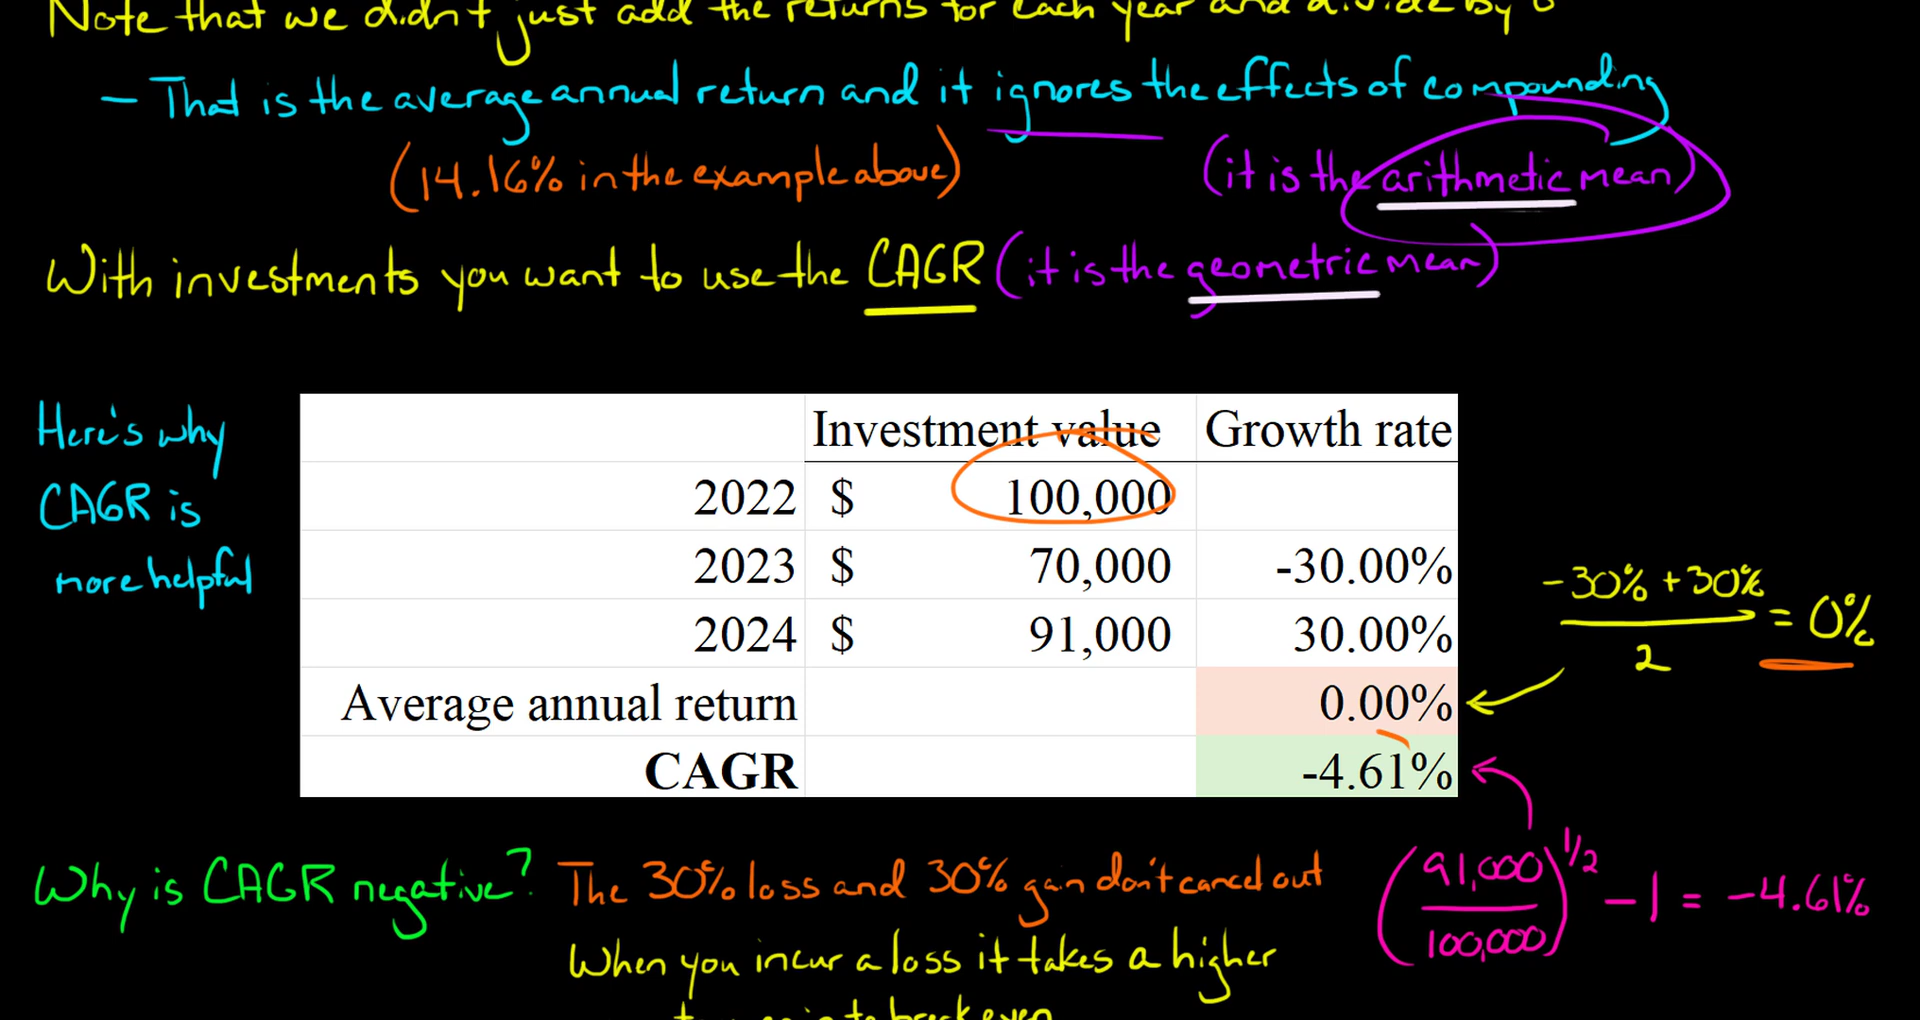 Note that we didn't just add the returns for each year and divide by
- That is the average annual return and it ignores the effects of compounding
(14.16% in the example above) (it is the arithmetic mean)
With investments you want to use the CAGR (it is the geometric mean)
Here's why
CAGR is
more helpful
Investment value Growth rate
2022 $ 100,000
2023 $ 70,000 -30.00%
2024 $ 91,000 30.00%
Average annual return 0.00%
CAGR -4.61%
-30% + 30%
2
= 0%
Why is CAGR negative? The 30% loss and 30% gain don't cancel out
When you incur a loss it takes a higher
to break even
(91,000/100,000)^1/2 - 1 = -4.61%